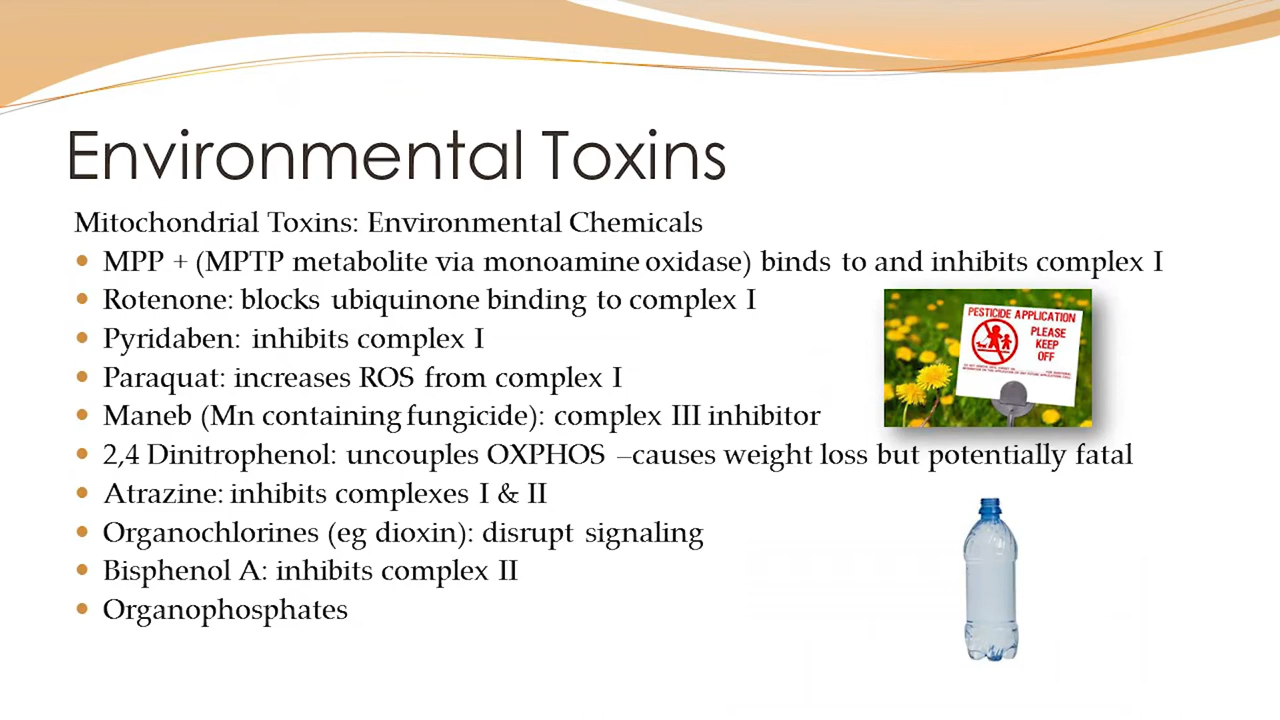 Environmental Toxins
Mitochondrial Toxins: Environmental Chemicals
• MPP + (MPTP metabolite via monoamine oxidase) binds to and inhibits complex I
• Rotenone: blocks ubiquinone binding to complex I
• Pyridaben: inhibits complex I
• Paraquat: increases ROS from complex I
• Maneb (Mn containing fungicide): complex III inhibitor
• 2,4 Dinitrophenol: uncouples OXPHOS –causes weight loss but potentially fatal
• Atrazine: inhibits complexes I & II
• Organochlorines (eg dioxin): disrupt signaling
• Bisphenol A: inhibits complex II
• Organophosphates
PESTICIDE APPLICATION
PLEASE
KEEP
OFF